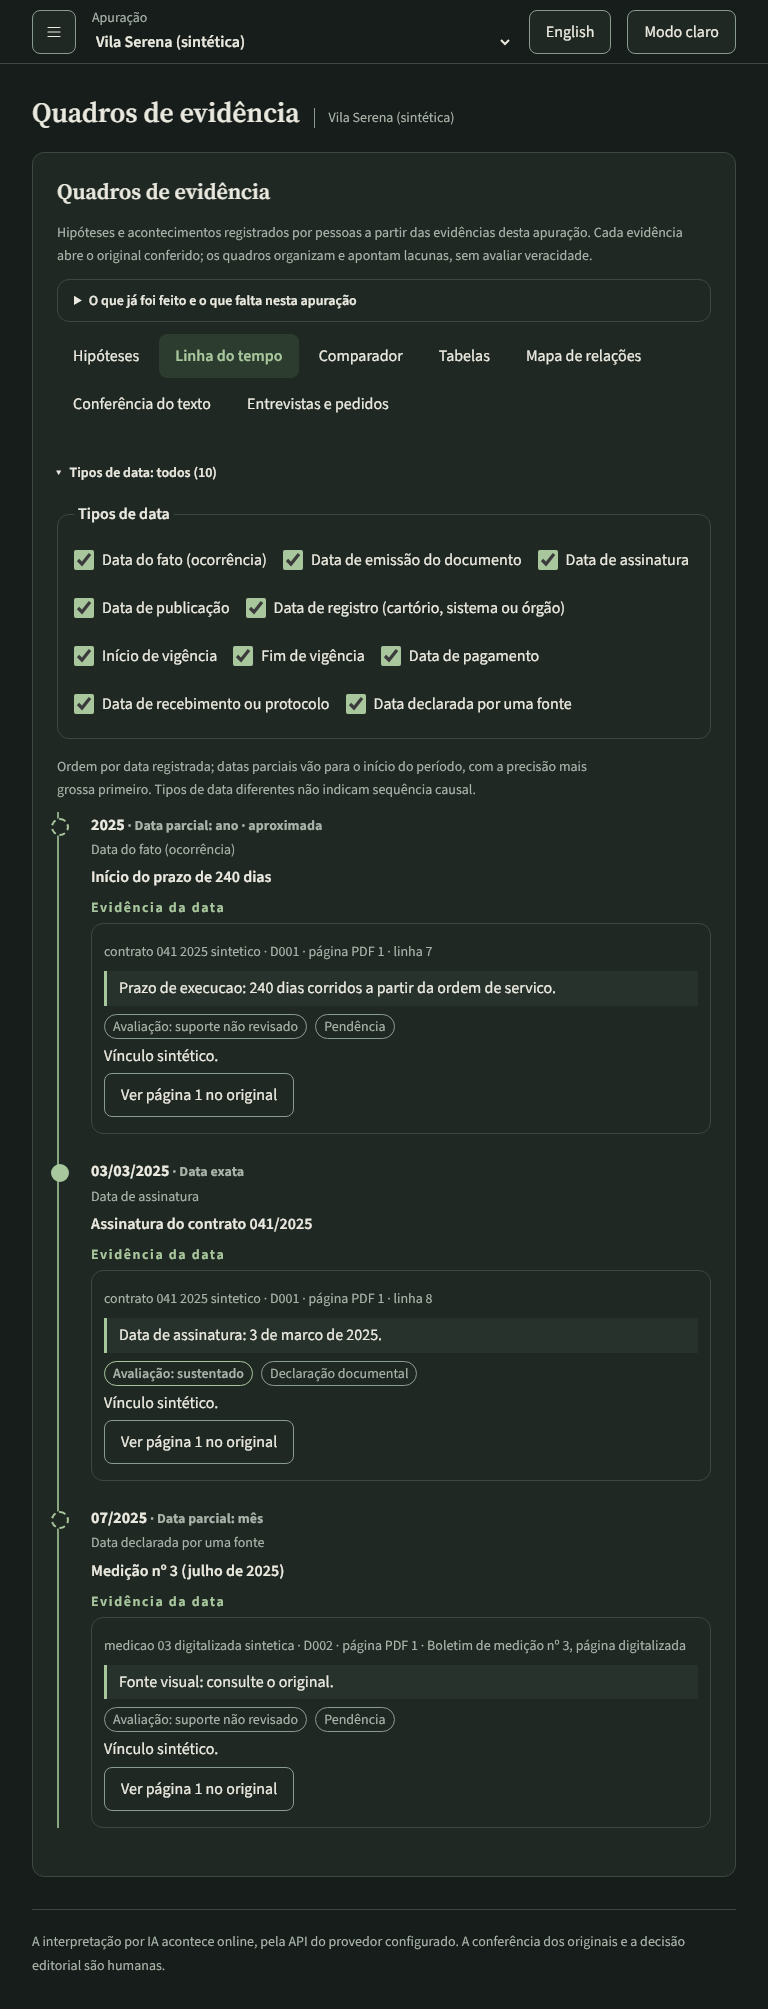 Apuração
Vila Serena (sintética)
English
Modo claro
Quadros de evidência
Vila Serena (sintética)
Quadros de evidência
Hipóteses e acontecimentos registrados por pessoas a partir das evidências desta apuração. Cada evidência
abre o original conferido; os quadros organizam e apontam lacunas, sem avaliar veracidade.
O que já foi feito e o que falta nesta apuração
Hipóteses
Linha do tempo
Comparador
Tabelas
Mapa de relações
Conferência do texto
Entrevistas e pedidos
Tipos de data: todos (10)
Tipos de data
Data do fato (ocorrência)
Data de emissão do documento
Data de assinatura
Data de publicação
Data de registro (cartório, sistema ou órgão)
Início de vigência
Fim de vigência
Data de pagamento
Data de recebimento ou protocolo
Data declarada por uma fonte
Ordem por data registrada; datas parciais vão para o início do período, com a precisão mais
grossa primeiro. Tipos de data diferentes não indicam sequência causal.
2025 · Data parcial: ano · aproximada
Data do fato (ocorrência)
Início do prazo de 240 dias
Evidência da data
contrato 041 2025 sintetico · D001 · página PDF 1 · linha 7
Prazo de execucao: 240 dias corridos a partir da ordem de servico.
Avaliação: suporte não revisado
Pendência
Vínculo sintético.
Ver página 1 no original
03/03/2025 · Data exata
Data de assinatura
Assinatura do contrato 041/2025
Evidência da data
contrato 041 2025 sintetico · D001 · página PDF 1 · linha 8
Data de assinatura: 3 de marco de 2025.
Avaliação: sustentado
Declaração documental
Vínculo sintético.
Ver página 1 no original
07/2025 · Data parcial: mês
Data declarada por uma fonte
Medição nº 3 (julho de 2025)
Evidência da data
medicao 03 digitalizada sintetica · D002 · página PDF 1 · Boletim de medição nº 3, página digitalizada
Fonte visual: consulte o original.
Avaliação: suporte não revisado
Pendência
Vínculo sintético.
Ver página 1 no original
A interpretação por IA acontece online, pela API do provedor configurado. A conferência dos originais e a decisão
editorial são humanas.